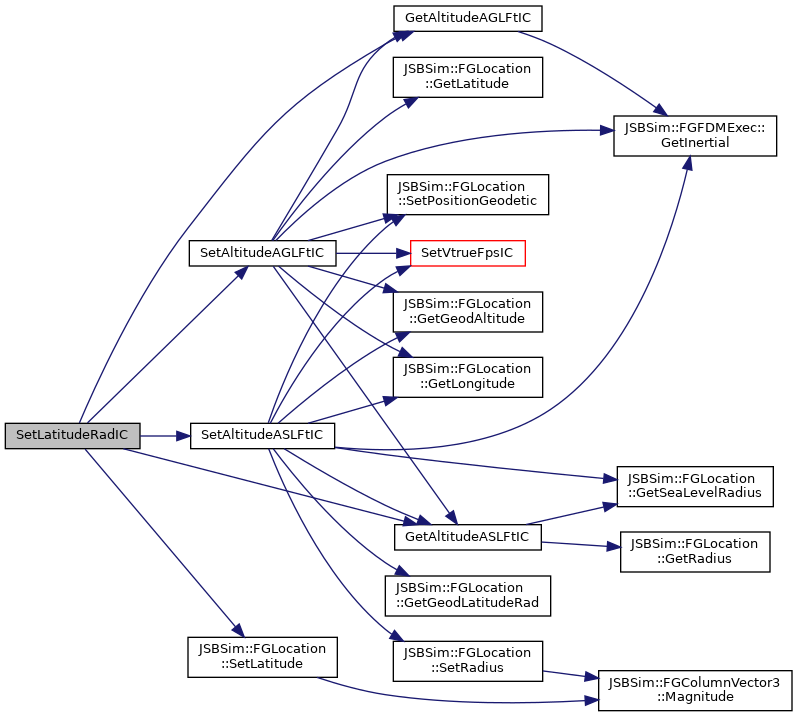 GetAltitudeAGLFtIC
JSBSim::FGLocation
::GetLatitude
JSBSim::FGFDMExec::
GetInertial
JSBSim::FGLocation
::SetPositionGeodetic
SetAltitudeAGLFtIC
SetVtrueFpsIC
JSBSim::FGLocation
::GetGeodAltitude
JSBSim::FGLocation
::GetLongitude
SetLatitudeRadIC
SetAltitudeASLFtIC
JSBSim::FGLocation
::GetSeaLevelRadius
GetAltitudeASLFtIC
JSBSim::FGLocation
::GetRadius
JSBSim::FGLocation
::GetGeodLatitudeRad
JSBSim::FGLocation
::SetLatitude
JSBSim::FGLocation
::SetRadius
JSBSim::FGColumnVector3
::Magnitude